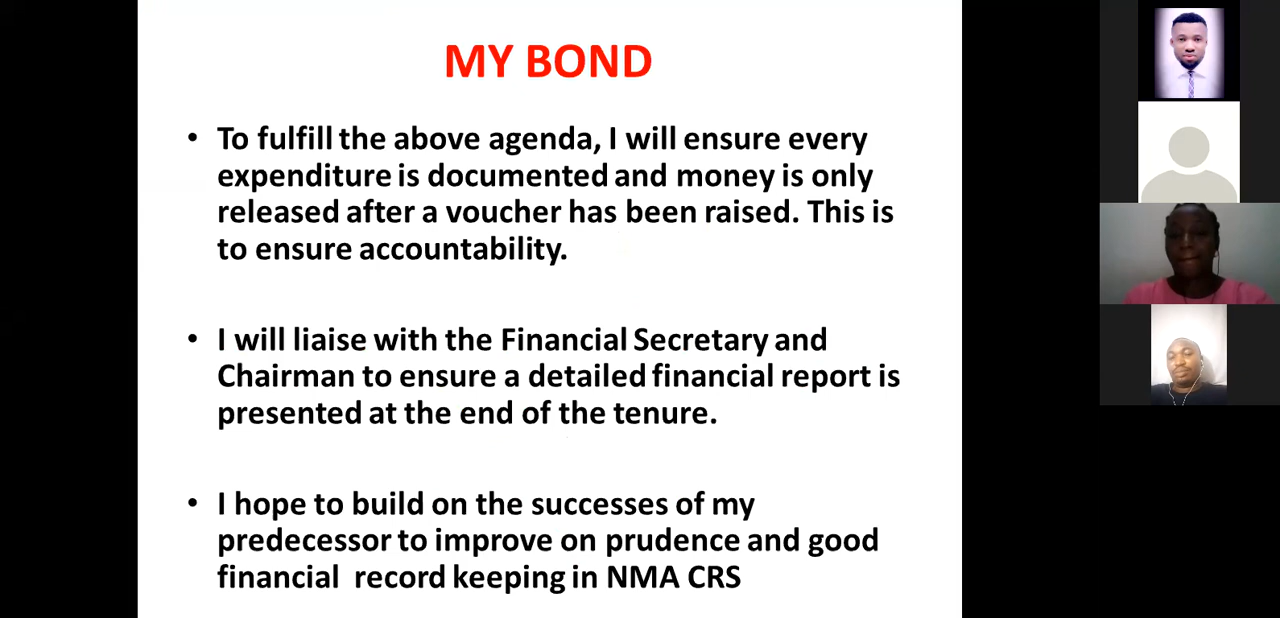 MY BOND
• To fulfill the above agenda, I will ensure every
expenditure is documented and money is only
released after a voucher has been raised. This is
to ensure accountability.
• I will liaise with the Financial Secretary and
Chairman to ensure a detailed financial report is
presented at the end of the tenure.
• I hope to build on the successes of my
predecessor to improve on prudence and good
financial record keeping in NMA CRS